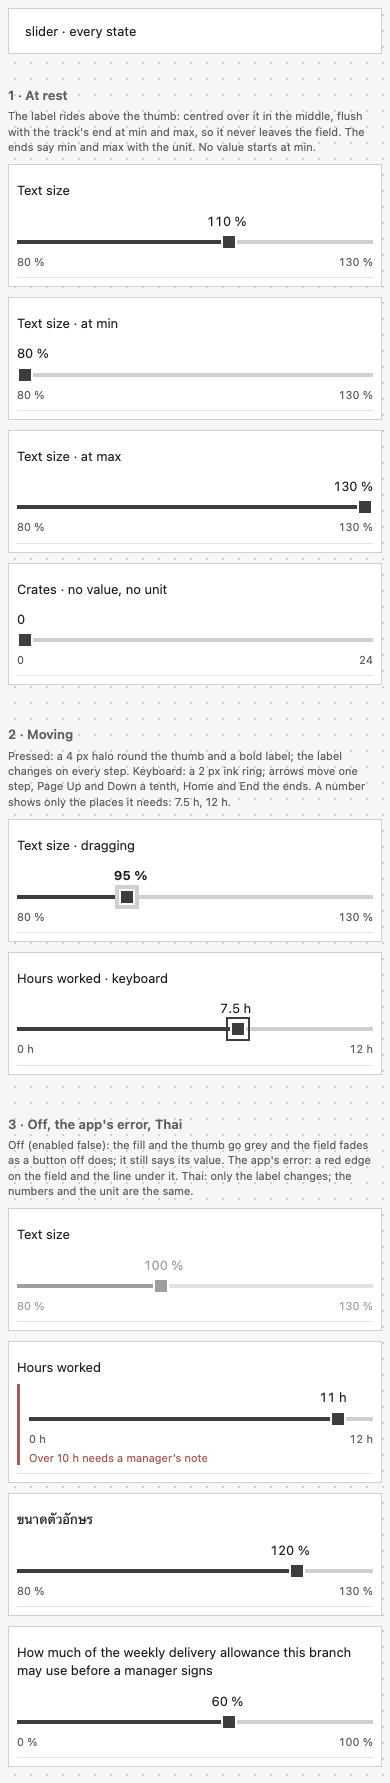 slider · every state
1 · At rest
The label rides above the thumb: centred over it in the middle, flush
with the track's end at min and max, so it never leaves the field. The
ends say min and max with the unit. No value starts at min.
Text size
110 %
80 % 130 %
Text size · at min
80 %
80 % 130 %
Text size · at max
130 %
80 % 130 %
Crates · no value, no unit
0
0 24
2 · Moving
Pressed: a 4 px halo round the thumb and a bold label; the label
changes on every step. Keyboard: a 2 px ink ring; arrows move one
step, Page Up and Down a tenth, Home and End the ends. A number
shows only the places it needs: 7.5 h, 12 h.
Text size · dragging
95 %
80 % 130 %
Hours worked · keyboard
7.5 h
0 h 12 h
3 · Off, the app's error, Thai
Off (enabled false): the fill and the thumb go grey and the field fades
as a button off does; it still says its value. The app's error: a red edge
on the field and the line under it. Thai: only the label changes; the
numbers and the unit are the same.
Text size
100 %
80 % 130 %
Hours worked
11 h
0 h 12 h
Over 10 h needs a manager's note
ขนาดตัวอักษร
120 %
80 % 130 %
How much of the weekly delivery allowance this branch
may use before a manager signs
60 %
0 % 100 %